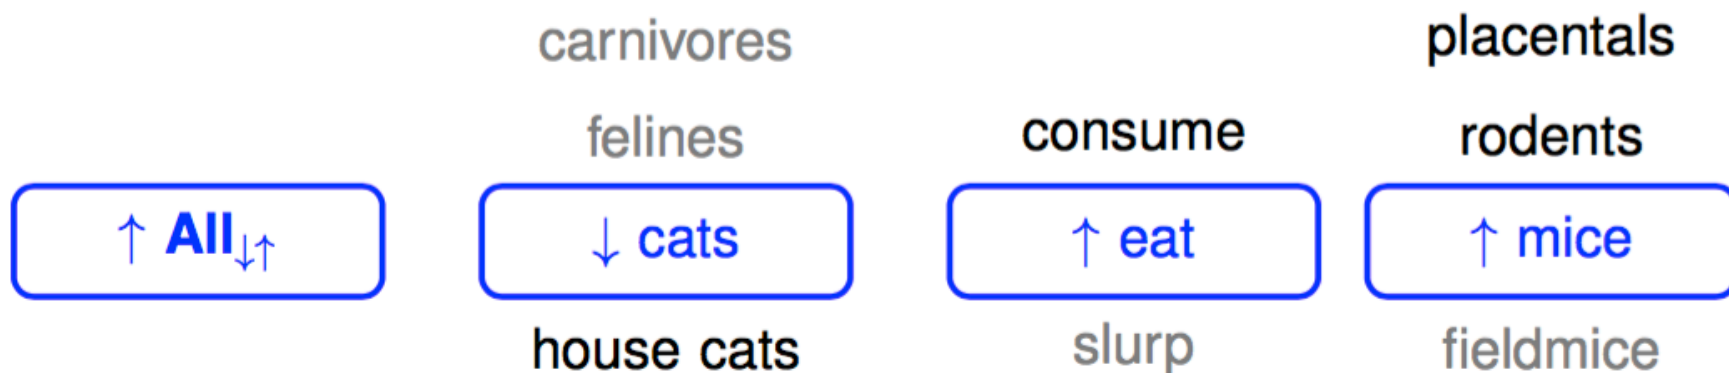 carnivores placentals
felines consume rodents
↑ All↓↑ ↓ cats ↑ eat ↑ mice
house cats slurp fieldmice